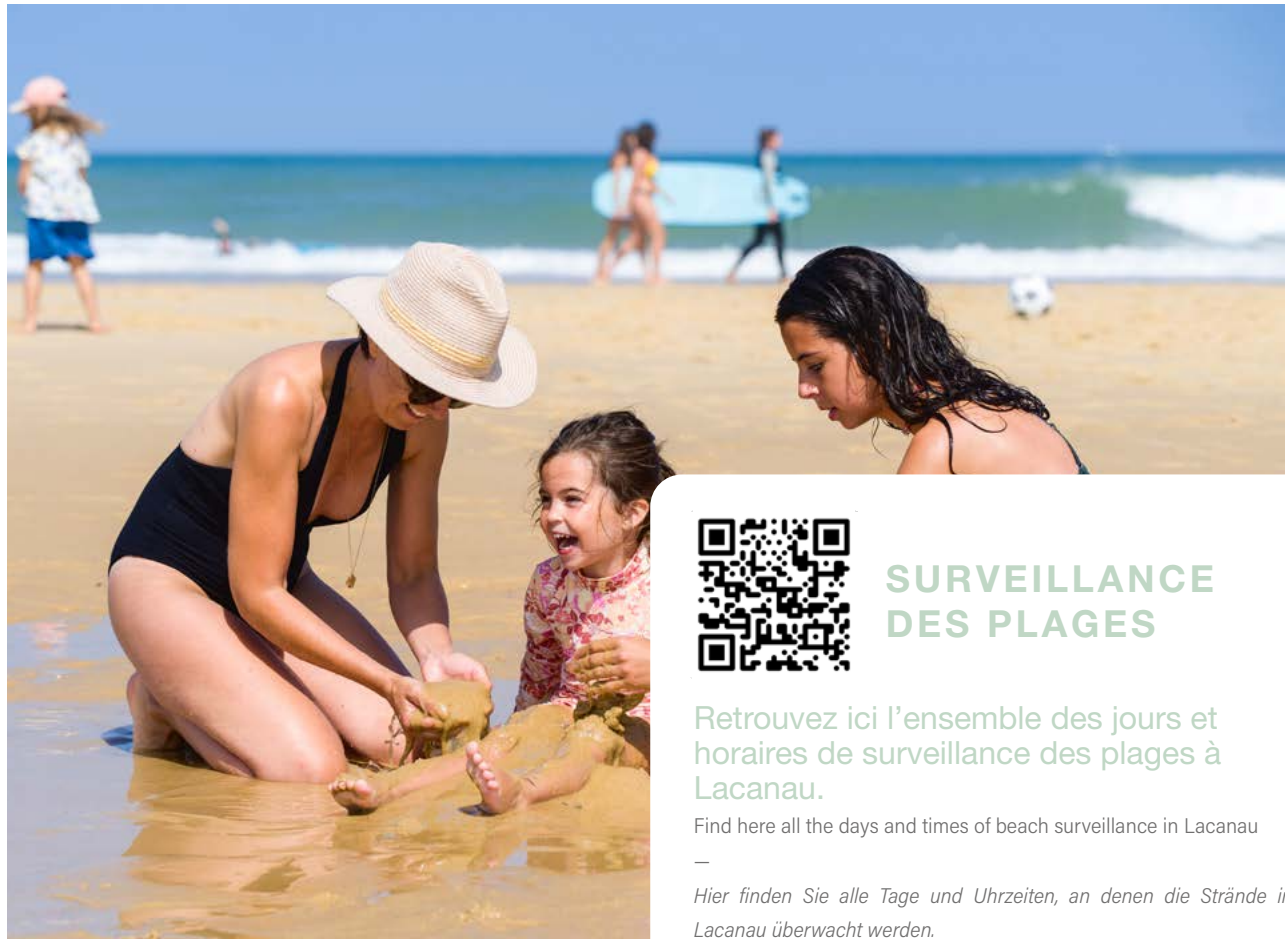 SURVEILLANCE
DES PLAGES
Retrouvez ici l’ensemble des jours et
horaires de surveillance des plages à
Lacanau.
Find here all the days and times of beach surveillance in Lacanau
—
Hier finden Sie alle Tage und Uhrzeiten, an denen die Strände
Lacanau überwacht werden.